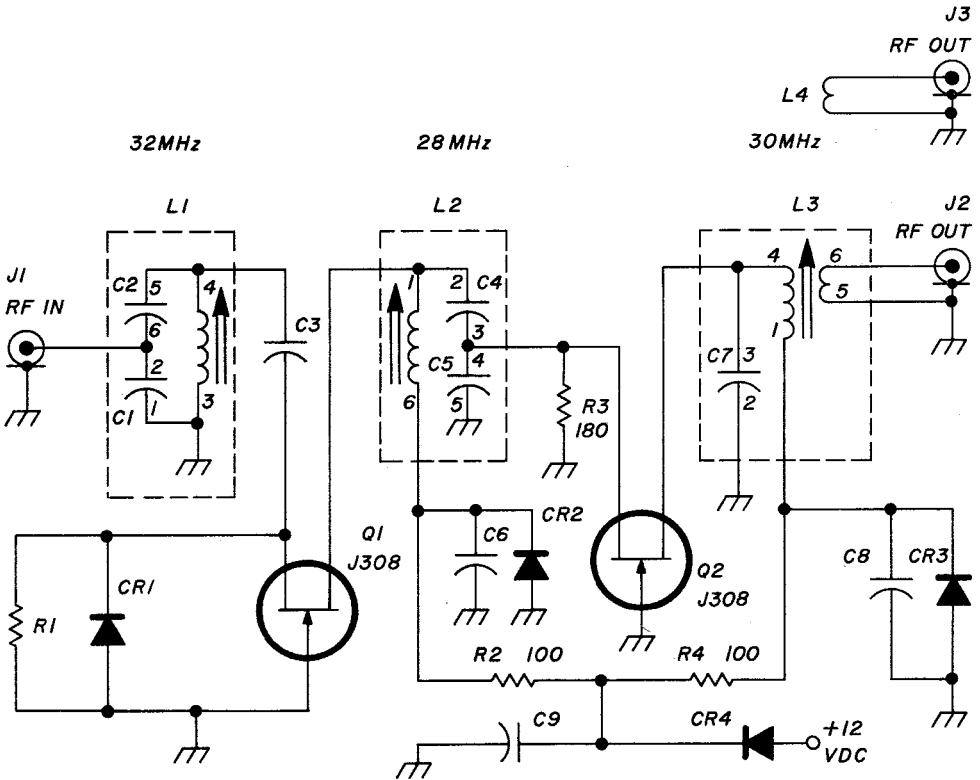 J3
RF OUT
L4
32MHz
28MHz
30MHz
L1
L2
L3
J2
RF OUT
J1
RF IN
C2
5
4
6
2
1
3
C1
C3
1
2
C4
3
4
C5
5
6
R3
180
4
6
5
1
C7
3
2
R1
CR1
Q1
J308
C6
CR2
Q2
J308
C8
CR3
R2 100
R4 100
C9
CR4
+12
VDC